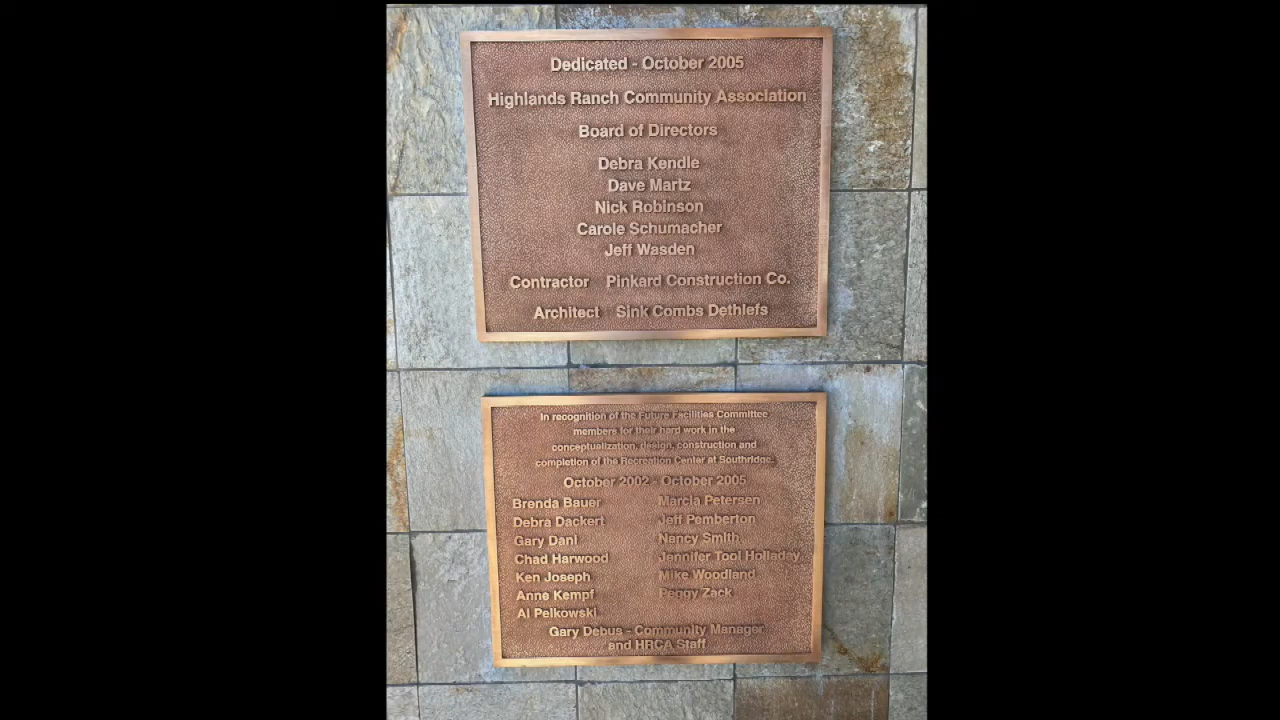 Dedicated - October 2005
Highlands Ranch Community Association
Board of Directors
Debra Kendle
Dave Martz
Nick Robinson
Carole Schumacher
Jeff Wasden
Contractor Pinkard Construction Co.
Architect Sink Combs Dethlefs
In recognition of the Future Facilities Committee
members for their hard work in the
conceptualization, design, construction and
completion of the Recreation Center at Southridge.
October 2002 - October 2005
Brenda Bauer Marcia Petersen
Debra Dackert Jeff Pemberton
Gary Dani Nancy Smith
Chad Harwood Jennifer Tool Holladay
Ken Joseph Mike Woodland
Anne Kempf Peggy Zack
Al Pelkowski
Gary Debus - Community Manager
and HRCA Staff